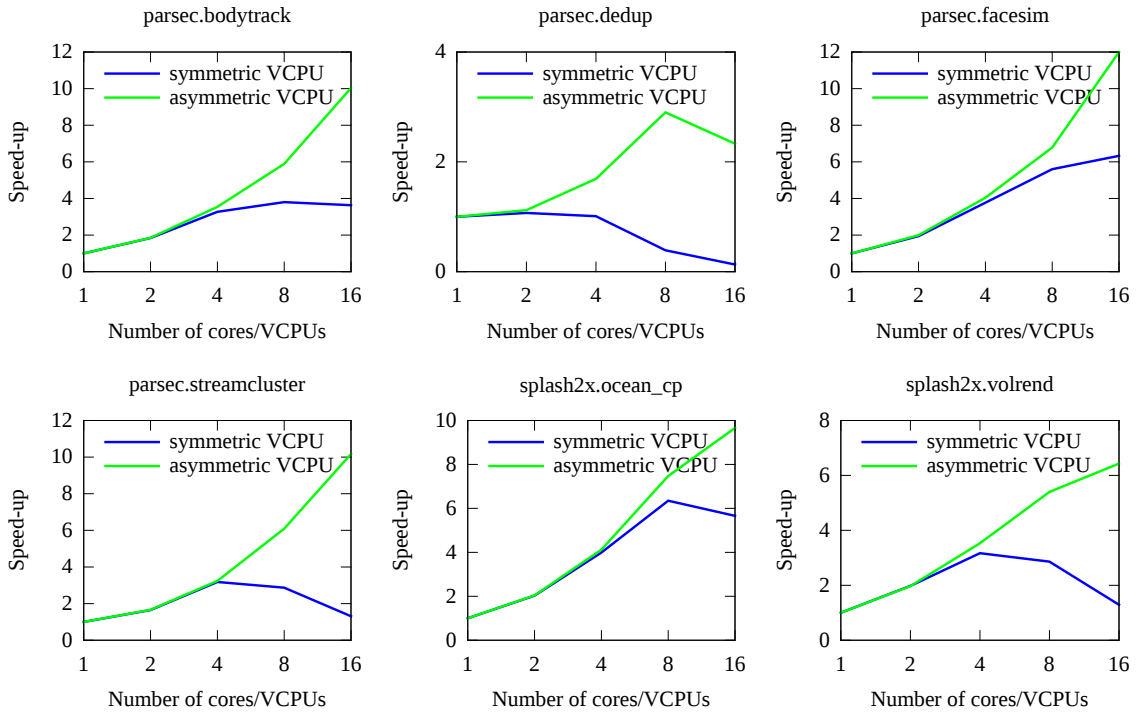 parsec.bodytrack
12
10
8
6
4
2
0
Speed-up
symmetric VCPU
asymmetric VCPU
1 2 4 8 16
Number of cores/VCPUs
parsec.dedup
4
2
0
Speed-up
symmetric VCPU
asymmetric VCPU
1 2 4 8 16
Number of cores/VCPUs
parsec.facesim
12
10
8
6
4
2
0
Speed-up
symmetric VCPU
asymmetric VCPU
1 2 4 8 16
Number of cores/VCPUs
parsec.streamcluster
12
10
8
6
4
2
0
Speed-up
symmetric VCPU
asymmetric VCPU
1 2 4 8 16
Number of cores/VCPUs
splash2x.ocean_cp
10
8
6
4
2
0
Speed-up
symmetric VCPU
asymmetric VCPU
1 2 4 8 16
Number of cores/VCPUs
splash2x.volrend
8
6
4
2
0
Speed-up
symmetric VCPU
asymmetric VCPU
1 2 4 8 16
Number of cores/VCPUs